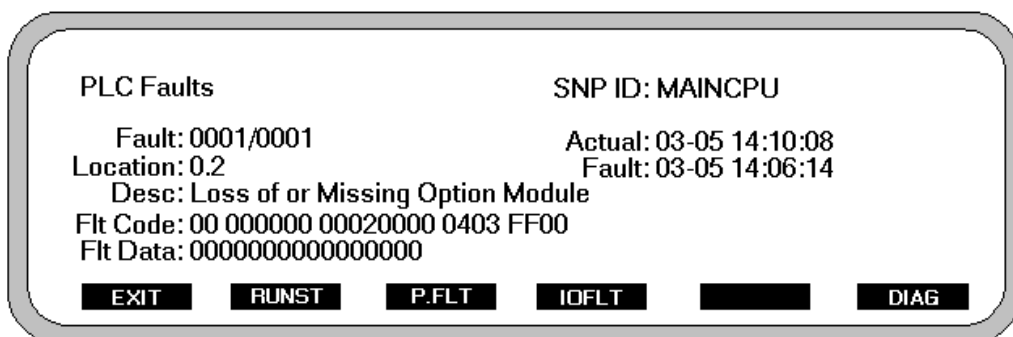 PLC Faults SNP ID: MAINCPU
Fault: 0001/0001 Actual: 03-05 14:10:08
Location: 0.2 Fault: 03-05 14:06:14
Desc: Loss of or Missing Option Module
Flt Code: 00 000000 00020000 0403 FF00
Flt Data: 0000000000000000
EXIT RUNST P.FLT IOFLT DIAG